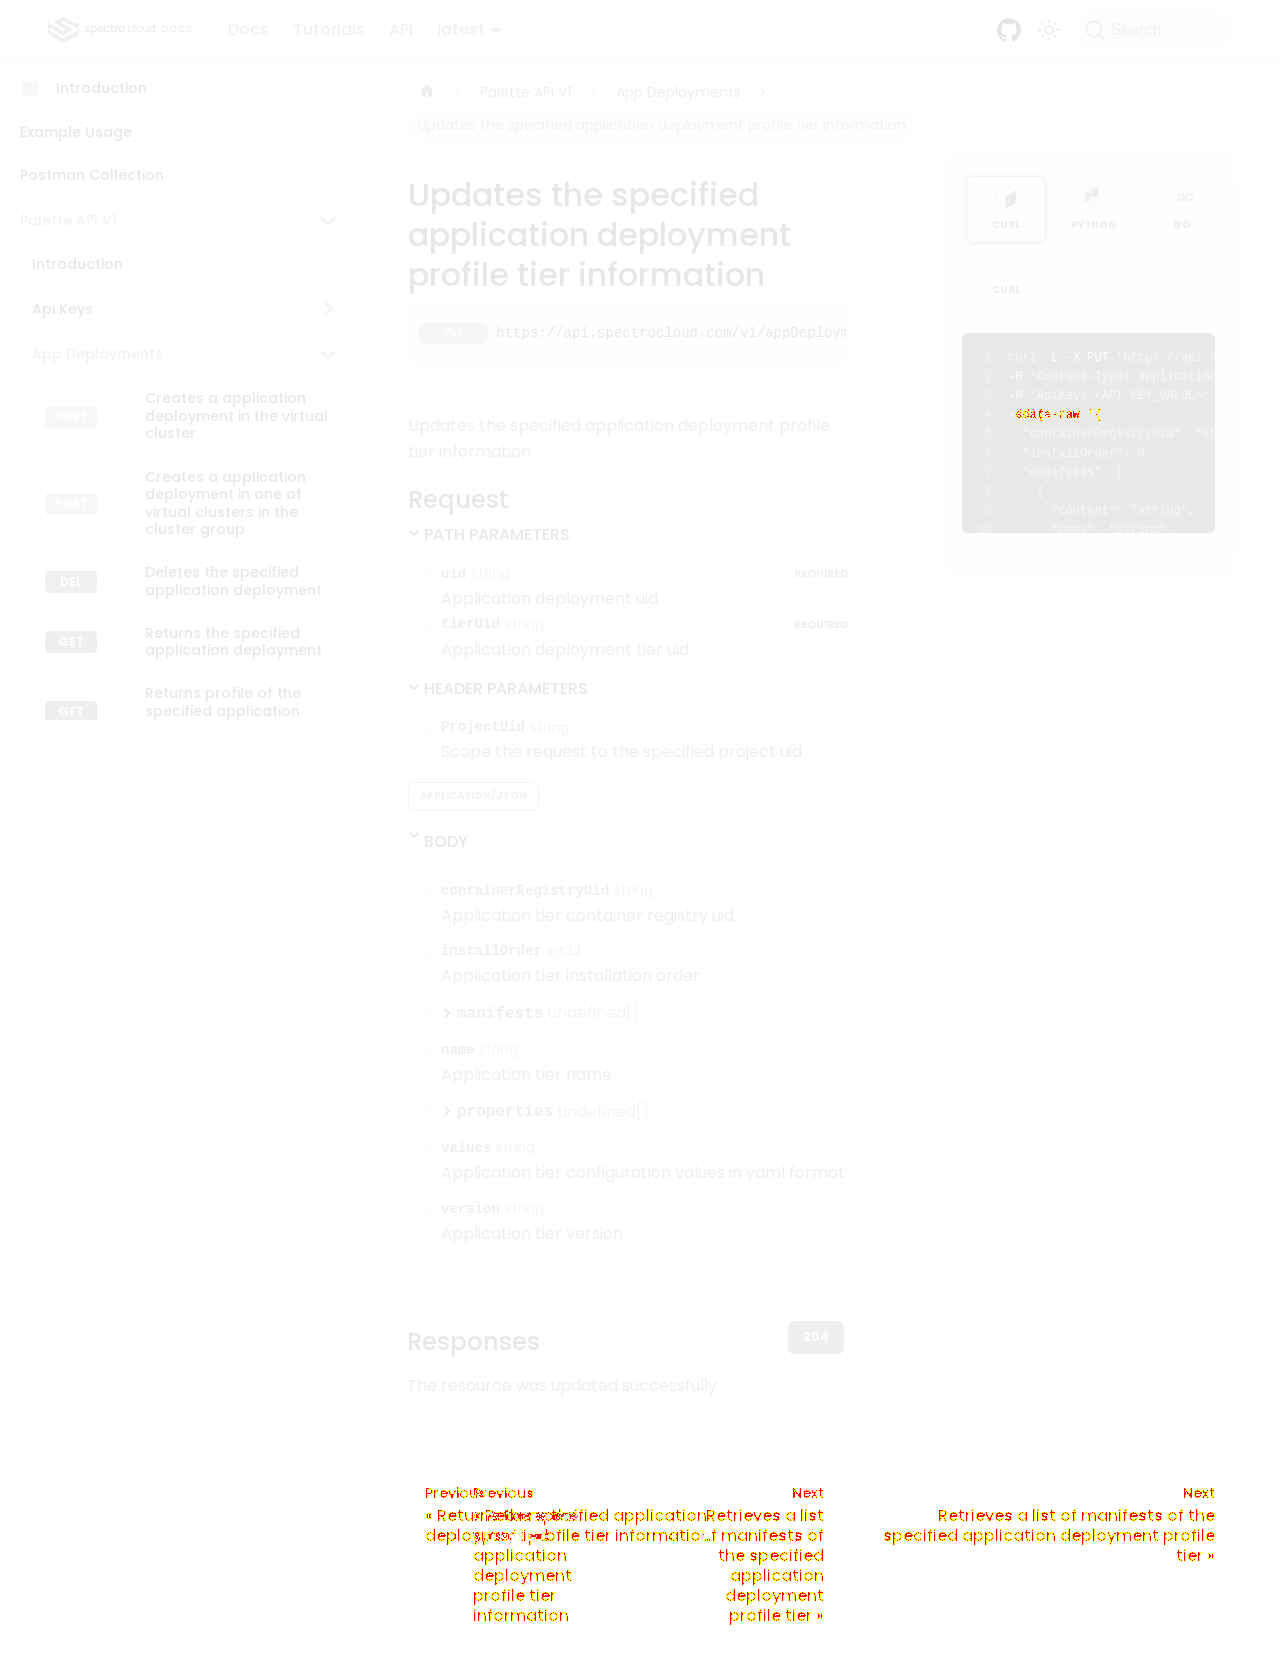 spectro cloud DOCS
Docs
Tutorials
API
latest
Search
Introduction
Example Usage
Postman Collection
Palette API V1
Introduction
Api Keys
App Deployments
POST
Creates a application
deployment in the virtual
cluster
POST
Creates a application
deployment in one of
virtual clusters in the
cluster group
DEL
Deletes the specified
application deployment
GET
Returns the specified
application deployment
GET
Returns profile of the
specified application
Palette API V1
App Deployments
Updates the specified application deployment profile tier information
Updates the specified
application deployment
profile tier information
PUT
https://api.spectrocloud.com/v1/appDeploym
Updates the specified application deployment profile
tier information
Request
PATH PARAMETERS
uid string
REQUIRED
Application deployment uid
tierUid string
REQUIRED
Application deployment tier uid
HEADER PARAMETERS
ProjectUid string
Scope the request to the specified project uid
APPLICATION/JSON
BODY
containerRegistryUid string
Application tier container registry uid
installOrder int32
Application tier installation order
manifests undefined[]
name string
Application tier name
properties undefined[]
values string
Application tier configuration values in yaml format
version string
Application tier version
Responses
204
The resource was updated successfully
CURL
PYTHON
GO
CURL
1 curl -L -X PUT 'https://api.s
2 -H 'Content-Type: application
3 -H 'ApiKey: <API_KEY_VALUE>'
4 data-raw '{
5 "containerRegistryUid": "st
6 "installOrder": 0,
7 "manifests": [
8 {
9 "content": "string",
10 "name": "string",
Previous
Previous
Next
Next
application
deployment
profile tier
information
Retrieves a list
of manifests of
the specified
application
deployment
profile tier »
Retrieves a list of manifests of the
specified application deployment profile
tier »